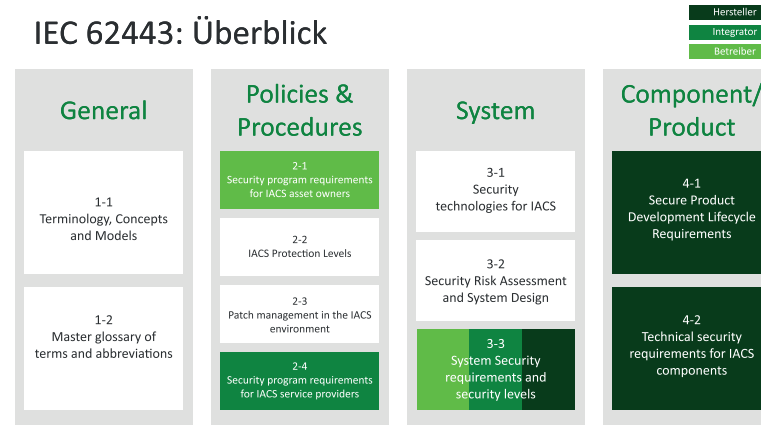 IEC 62443: Überblick
Hersteller
Integrator
Betreiber
General
1-1
Terminology, Concepts
and Models
1-2
Master glossary of
terms and abbreviations
Policies &
Procedures
2-1
Security program requirements
for IACS asset owners
2-2
IACS Protection Levels
2-3
Patch management in the IACS
environment
2-4
Security program requirements
for IACS service providers
System
3-1
Security
technologies for IACS
3-2
Security Risk Assessment
and System Design
3-3
System Security
requirements and
security levels
Component/
Product
4-1
Secure Product
Development Lifecycle
Requirements
4-2
Technical security
requirements for IACS
components